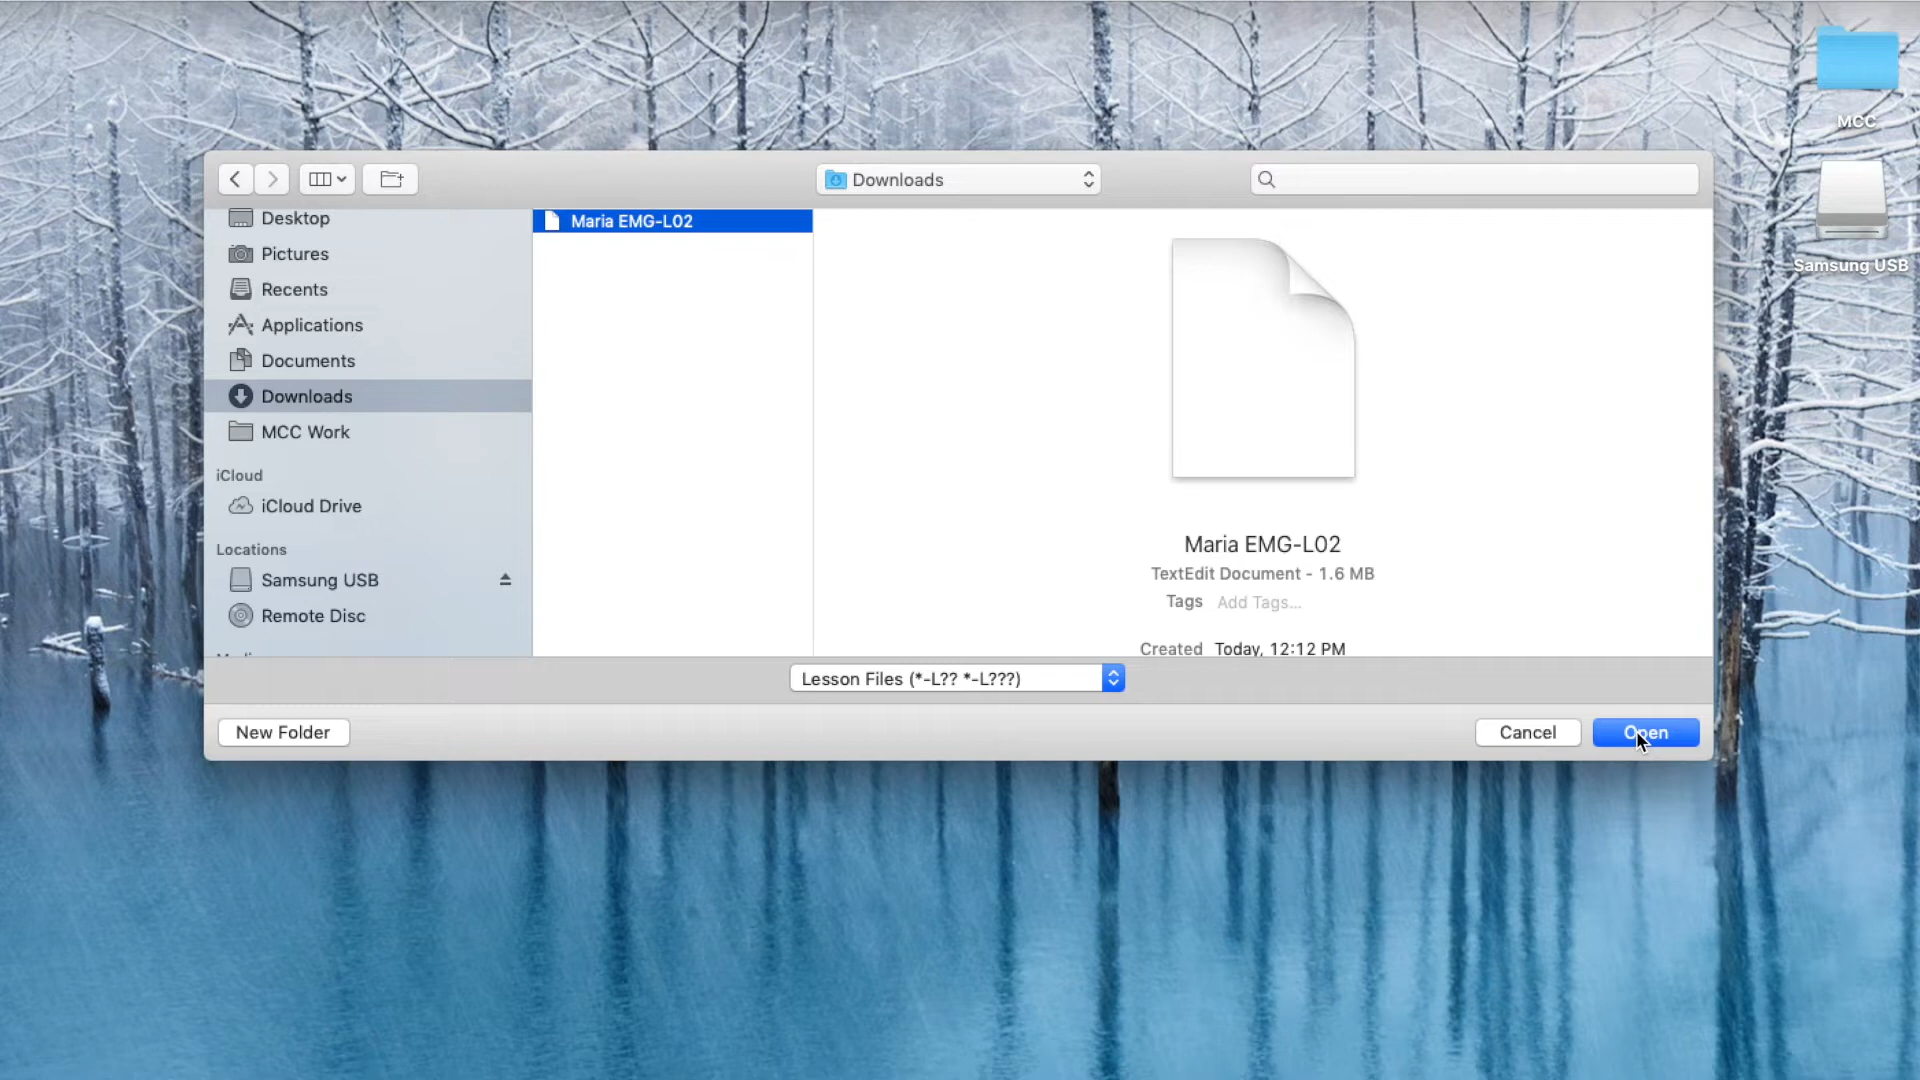 MCC
Samsung USB
Downloads
Desktop
Pictures
Recents
Applications
Documents
Downloads
MCC Work
iCloud
iCloud Drive
Locations
Samsung USB
Remote Disc
Maria EMG-L02
Maria EMG-L02
TextEdit Document - 1.6 MB
Tags Add Tags...
Created Today, 12:12 PM
Lesson Files (*-L?? *-L???)
New Folder
Cancel
Open